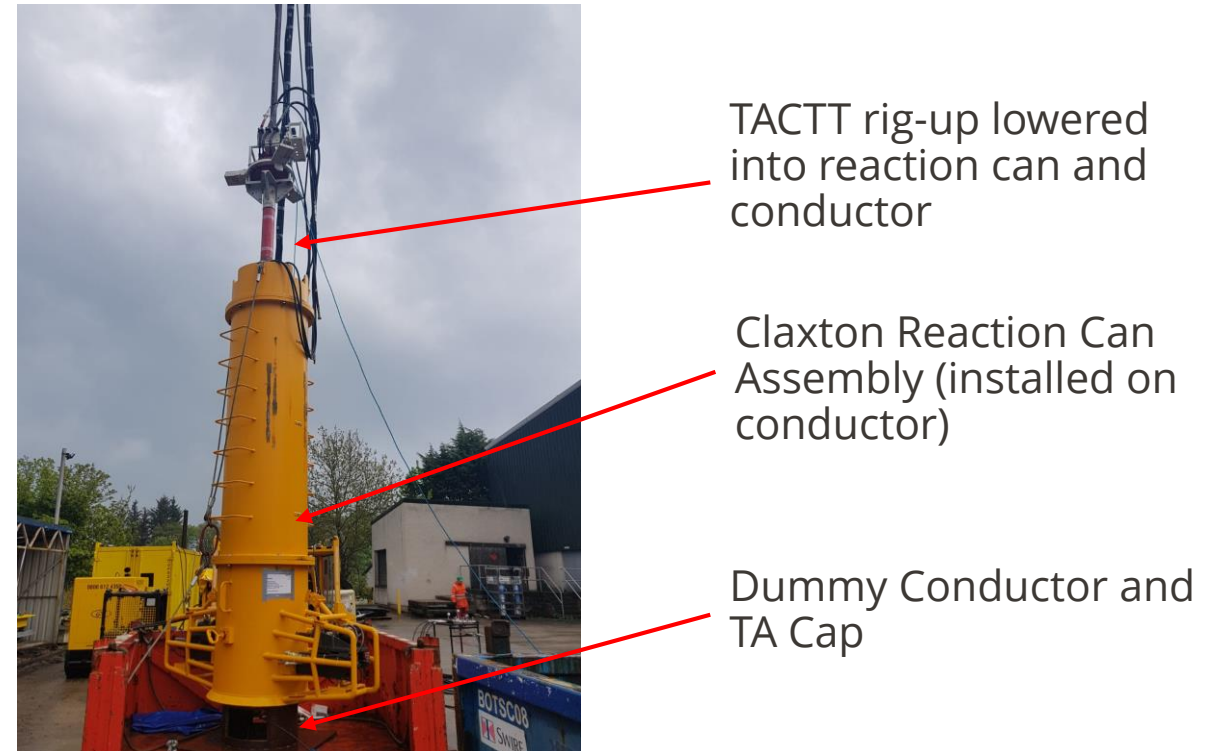 TACTT rig-up lowered
into reaction can and
conductor
Claxton Reaction Can
Assembly (installed on
conductor)
Dummy Conductor and
TA Cap
BOTSC08
SWIRE